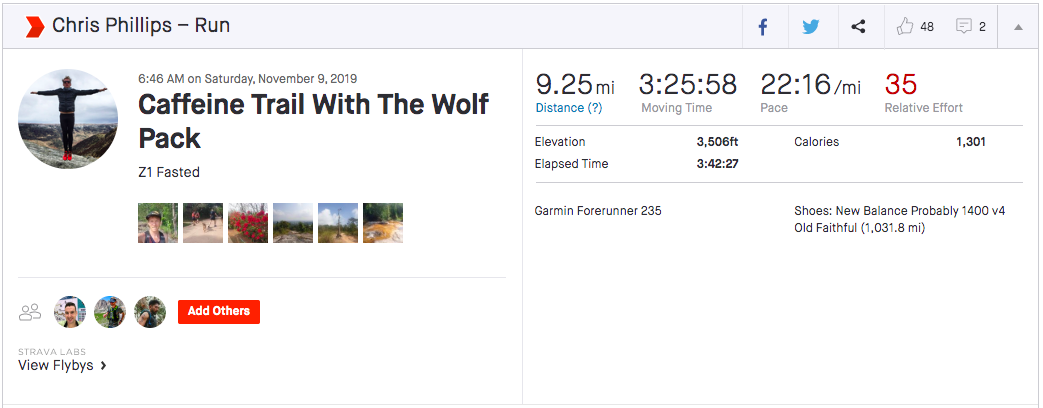 Chris Phillips – Run
48
2
6:46 AM on Saturday, November 9, 2019
Caffeine Trail With The Wolf
Pack
Z1 Fasted
Add Others
STRAVA LABS
View Flybys
9.25 mi
Distance (?)
3:25:58
Moving Time
22:16 /mi
Pace
35
Relative Effort
Elevation 3,506ft
Calories 1,301
Elapsed Time 3:42:27
Garmin Forerunner 235
Shoes: New Balance Probably 1400 v4
Old Faithful (1,031.8 mi)